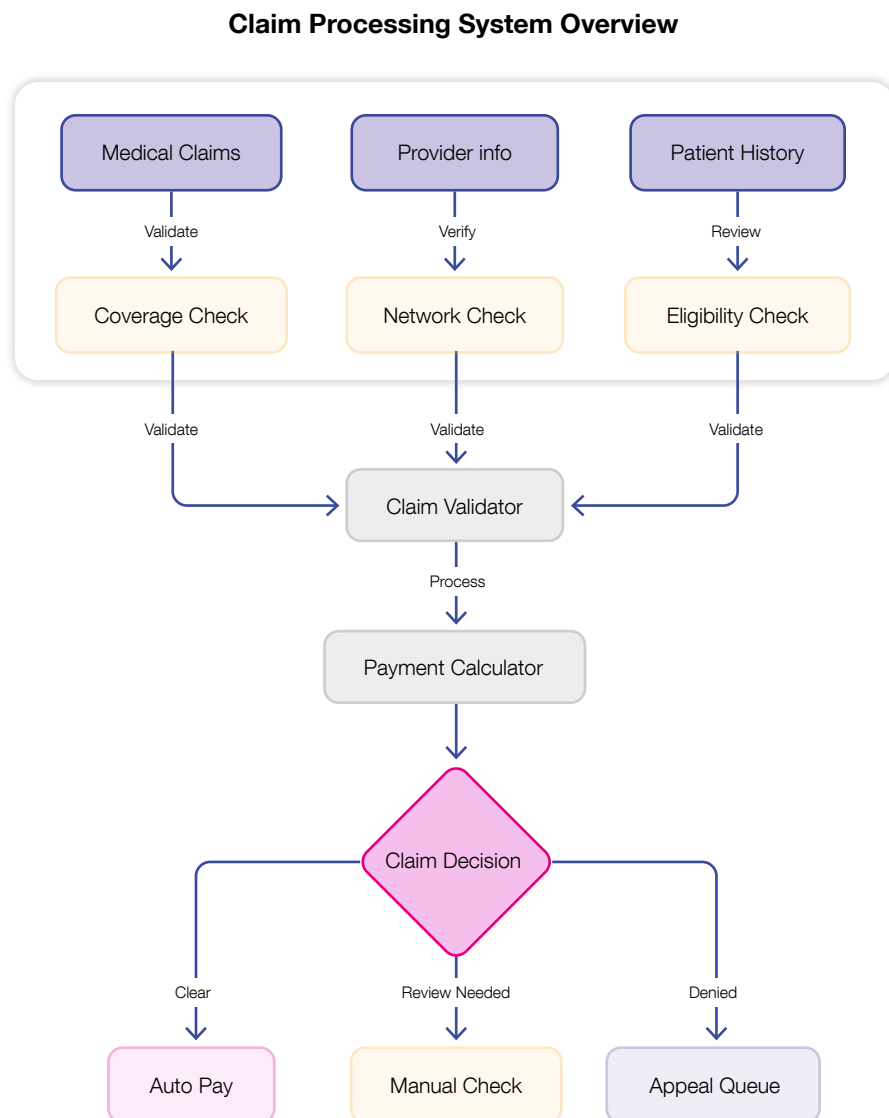 Claim Processing System Overview
Medical Claims
Provider info
Patient History
Validate
Verify
Review
Coverage Check
Network Check
Eligibility Check
Validate
Validate
Validate
Claim Validator
Process
Payment Calculator
Claim Decision
Clear
Review Needed
Denied
Auto Pay
Manual Check
Appeal Queue